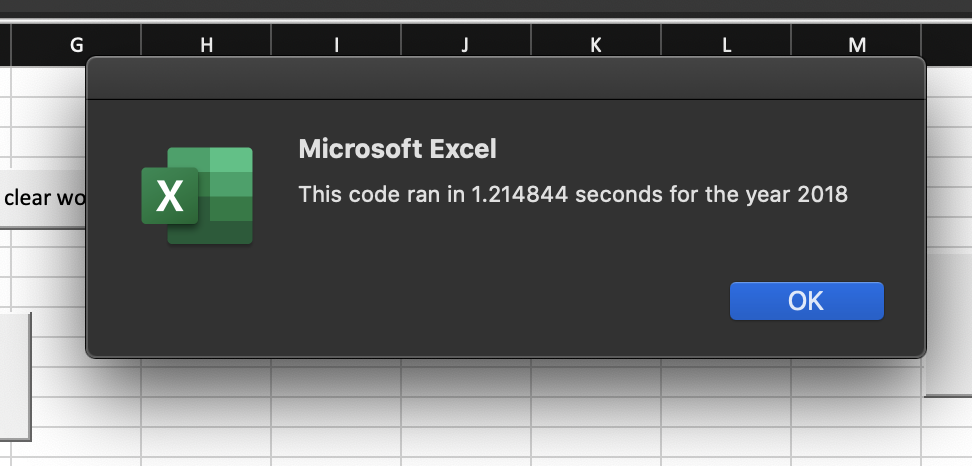 G H I J K L M
Microsoft Excel
X
This code ran in 1.214844 seconds for the year 2018
clear wo
OK